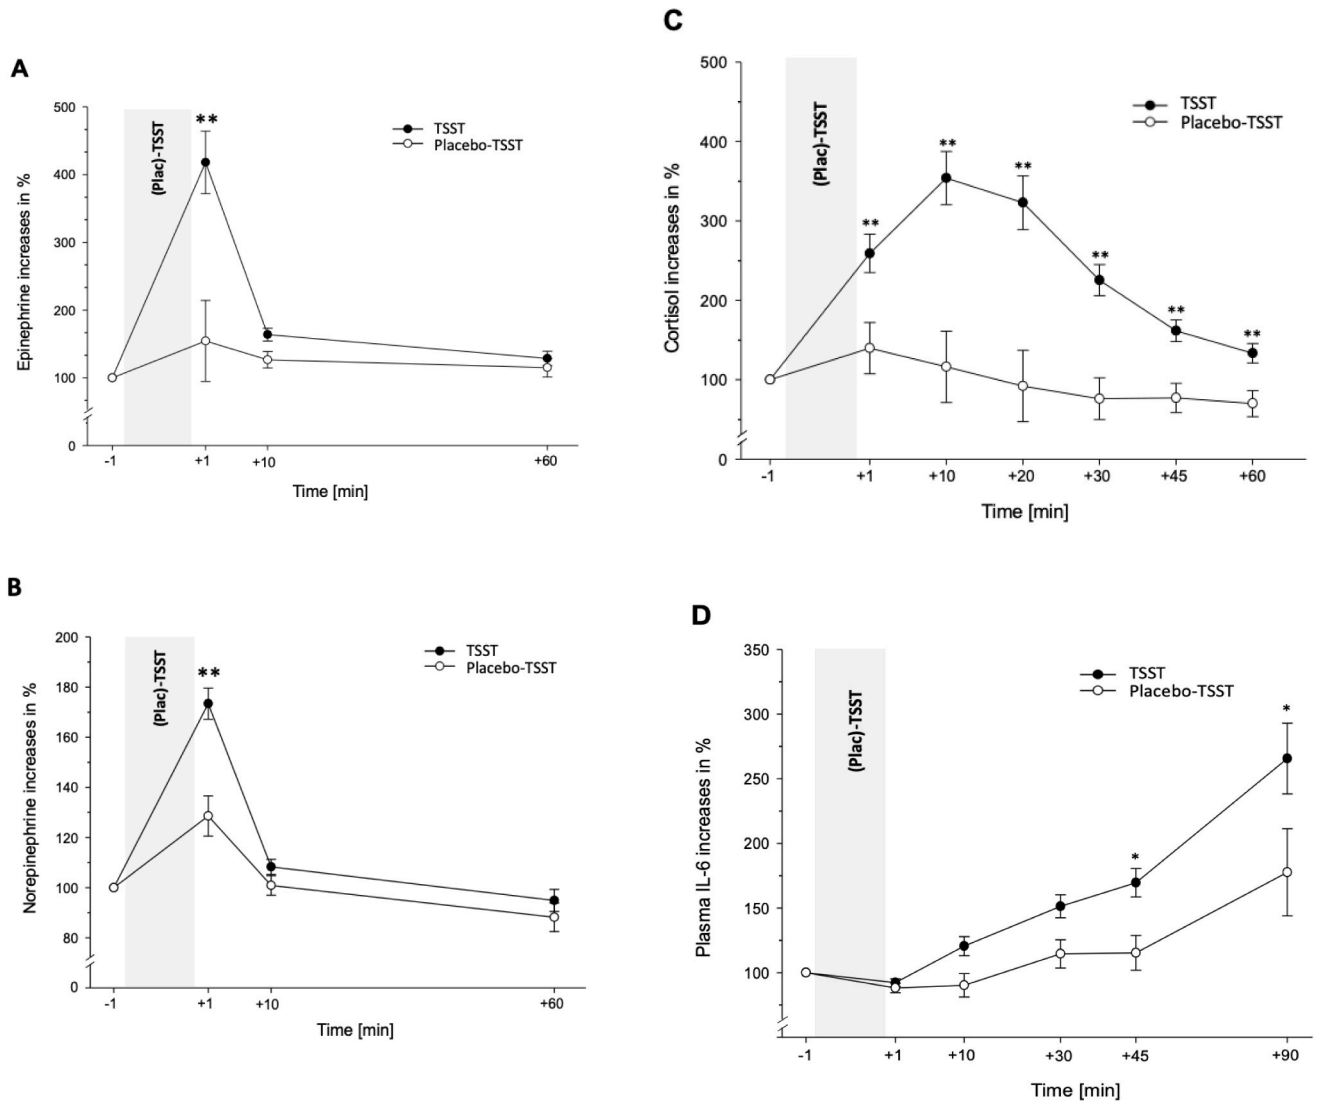 A
500
400
300
200
100
0
Epinephrine increases in %
(Plac)-TSST
**
TSST
Placebo-TSST
-1
+1
+10
+60
Time [min]
C
500
400
300
200
100
0
Cortisol increases in %
(Plac)-TSST
**
**
**
**
**
**
TSST
Placebo-TSST
-1
+1
+10
+20
+30
+45
+60
Time [min]
B
200
180
160
140
120
100
80
0
Norepinephrine increases in %
(Plac)-TSST
**
TSST
Placebo-TSST
-1
+1
+10
+60
Time [min]
D
350
300
250
200
150
100
Plasma IL-6 increases in %
(Plac)-TSST
*
*
TSST
Placebo-TSST
-1
+1
+10
+30
+45
+90
Time [min]